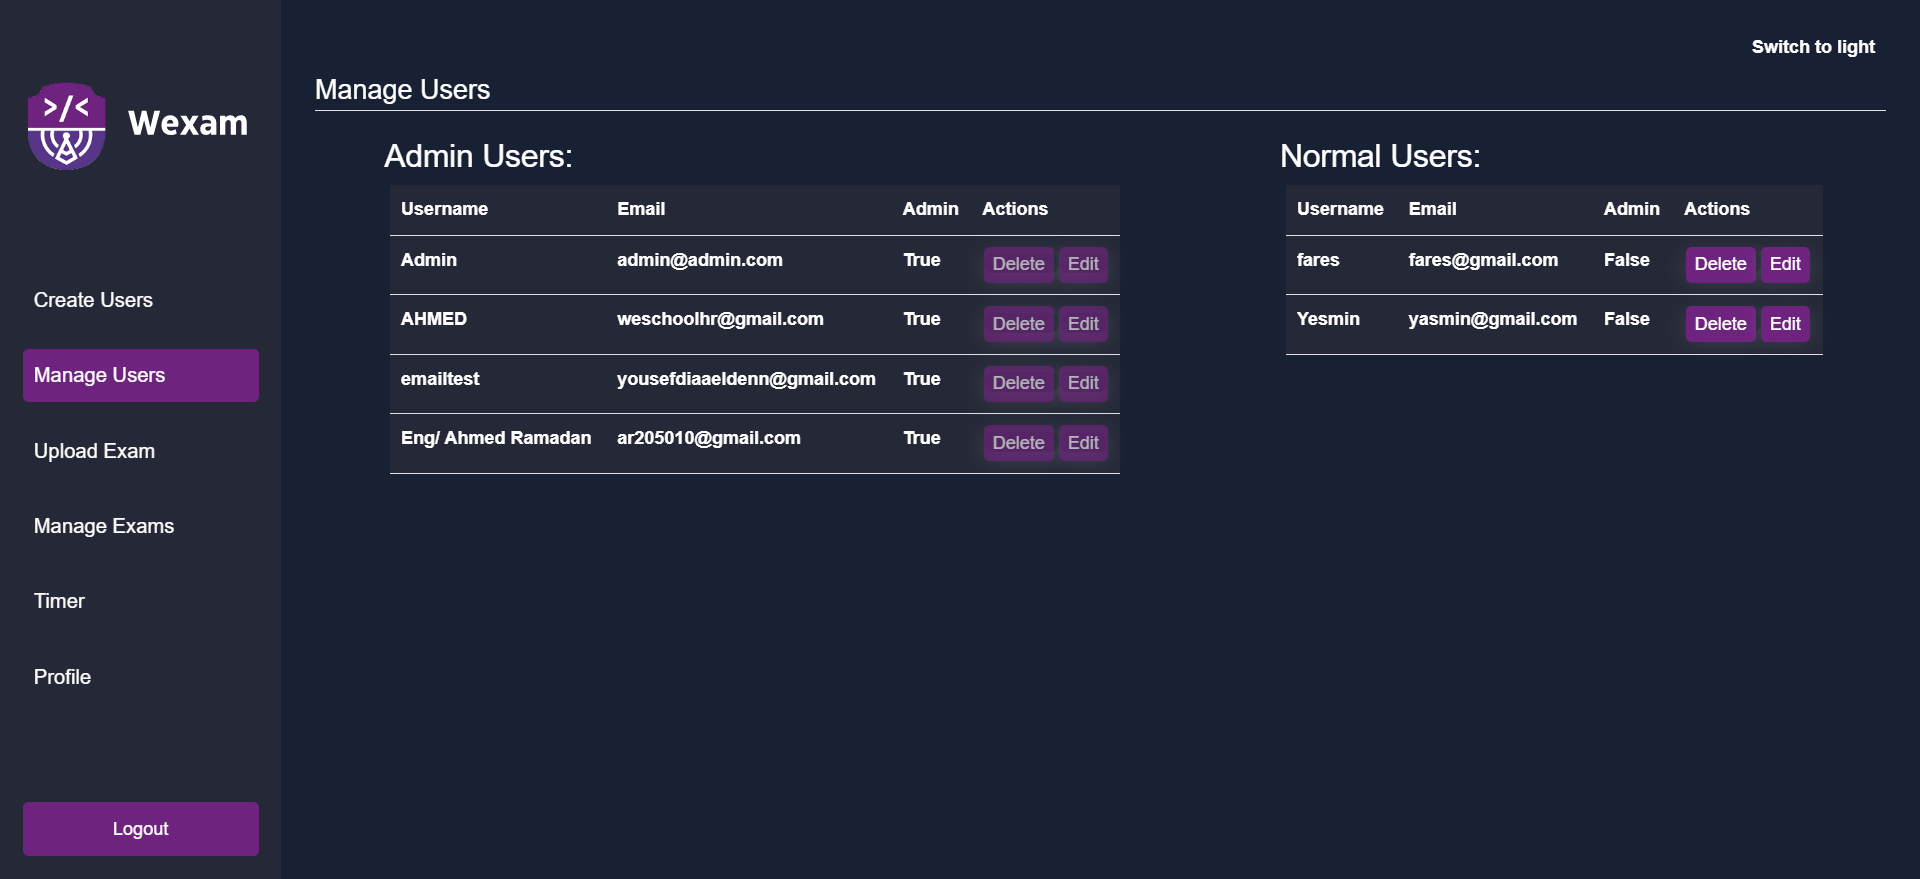 Switch to light
>/<
Wexam
Create Users
Manage Users
Upload Exam
Manage Exams
Timer
Profile
Logout
Manage Users
Admin Users:
Username Email Admin Actions
Admin admin@admin.com True Delete Edit
AHMED weschoolhr@gmail.com True Delete Edit
emailtest yousefdiaaeldenn@gmail.com True Delete Edit
Eng/ Ahmed Ramadan ar205010@gmail.com True Delete Edit
Normal Users:
Username Email Admin Actions
fares fares@gmail.com False Delete Edit
Yesmin yasmin@gmail.com False Delete Edit